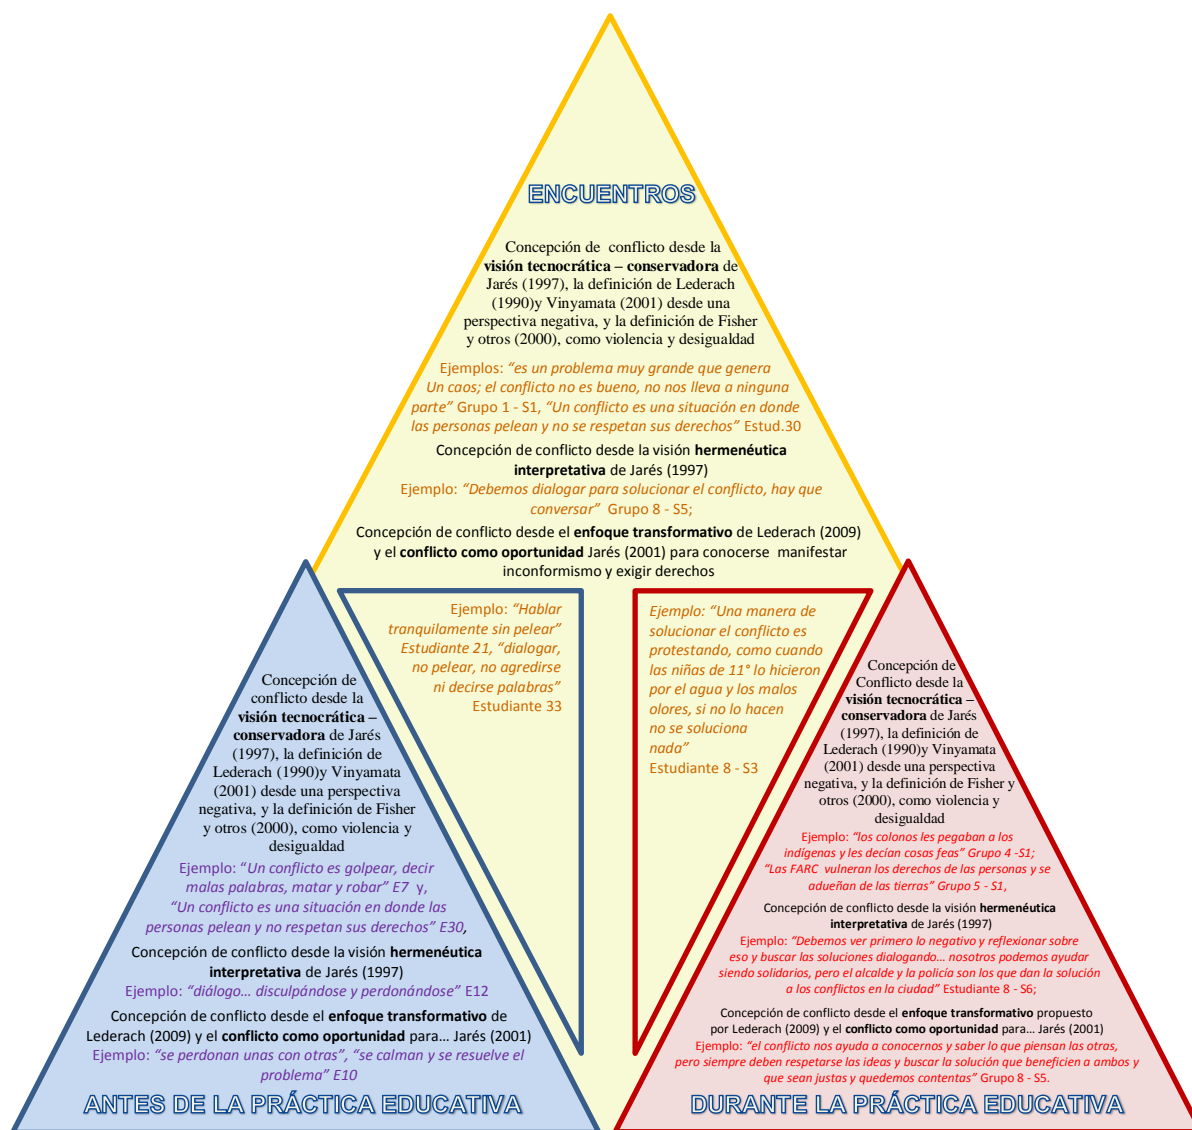 ENCUENTROS
Concepción de  conflicto desde la
visión tecnocrática – conservadora de
Jarés (1997), la definición de Lederach
(1990)y Vinyamata (2001) desde una
perspectiva negativa, y la definición de Fisher
y otros (2000), como violencia y desigualdad
Ejemplos: “es un problema muy grande que genera
Un caos; el conflicto no es bueno, no nos lleva a ninguna
parte” Grupo 1 - S1, “Un conflicto es una situación en donde
las personas pelean y no se respetan sus derechos” Estud.30
Concepción de conflicto desde la visión hermenéutica
interpretativa de Jarés (1997)
Ejemplo: “Debemos dialogar para solucionar el conflicto, hay que
conversar”  Grupo 8 - S5;
Concepción de conflicto desde el enfoque transformativo de Lederach (2009)
y el conflicto como oportunidad Jarés (2001) para conocerse  manifestar
inconformismo y exigir derechos
Ejemplo: “Hablar
tranquilamente sin pelear”
Estudiante 21, “dialogar,
no pelear, no agredirse
ni decirse palabras”
Estudiante 33
Ejemplo: “Una manera de
solucionar el conflicto es
protestando, como cuando
las niñas de 11° lo hicieron
por el agua y los malos
olores, si no lo hacen
no se soluciona
nada”
Estudiante 8 - S3
Concepción de
conflicto desde la
visión tecnocrática –
conservadora de Jarés
(1997), la definición de
Lederach (1990)y Vinyamata
(2001) desde una perspectiva
negativa, y la definición de Fisher
y otros (2000), como violencia y
desigualdad
Ejemplo: “Un conflicto es golpear, decir
malas palabras, matar y robar” E7  y,
“Un conflicto es una situación en donde las
personas pelean y no respetan sus derechos” E30,
Concepción de conflicto desde la visión hermenéutica
interpretativa de Jarés (1997)
Ejemplo: “diálogo… disculpándose y perdonándose” E12
Concepción de conflicto desde el enfoque transformativo de
Lederach (2009) y el conflicto como oportunidad para… Jarés (2001)
Ejemplo: “se perdonan unas con otras”, “se calman y se resuelve el
problema” E10
ANTES DE LA PRÁCTICA EDUCATIVA
Concepción de
Conflicto desde la
visión tecnocrática –
conservadora de Jarés
(1997), la definición de
Lederach (1990)y Vinyamata
(2001) desde una perspectiva
negativa, y la definición de Fisher y
otros (2000), como violencia y
desigualdad
Ejemplo: “los colonos les pegaban a los
indígenas y les decían cosas feas” Grupo 4 -S1;
“Las FARC  vulneran los derechos de las personas y se
adueñan de las tierras” Grupo 5 - S1,
Concepción de conflicto desde la visión hermenéutica
interpretativa de Jarés (1997)
Ejemplo: “Debemos ver primero lo negativo y reflexionar sobre
eso y buscar las soluciones dialogando… nosotros podemos ayudar
siendo solidarios, pero el alcalde y la policía son los que dan la solución
a los conflictos en la ciudad” Estudiante 8 - S6;
Concepción de conflicto desde el enfoque transformativo propuesto
por Lederach (2009) y el conflicto como oportunidad para… Jarés (2001)
Ejemplo: “el conflicto nos ayuda a conocernos y saber lo que piensan las otras,
pero siempre deben respetarse las ideas y buscar la solución que beneficien a ambos y
que sean justas y quedemos contentas” Grupo 8 - S5.
DURANTE LA PRÁCTICA EDUCATIVA